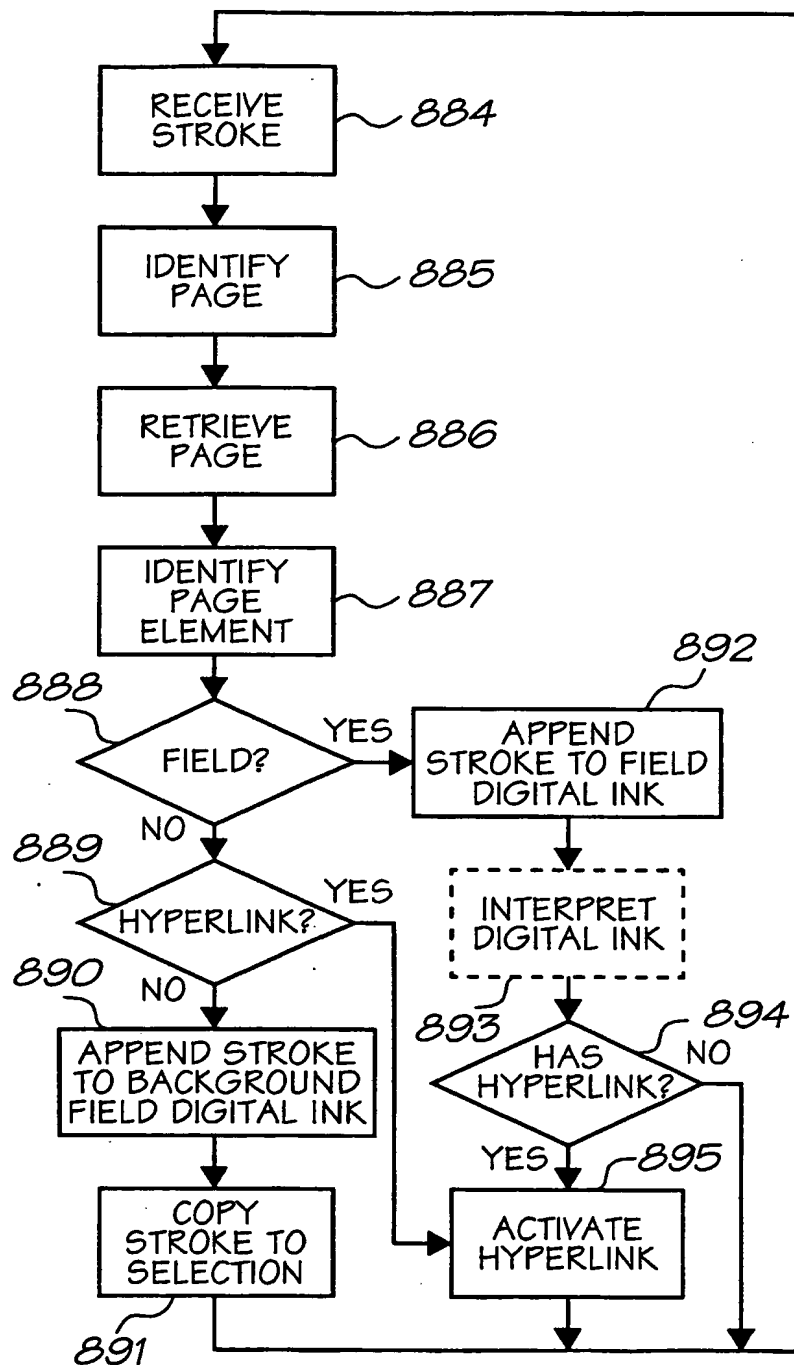 RECEIVE
STROKE
884
IDENTIFY
PAGE
885
RETRIEVE
PAGE
886
IDENTIFY
PAGE
ELEMENT
887
888
FIELD?
YES
NO
892
APPEND
STROKE TO FIELD
DIGITAL INK
889
HYPERLINK?
YES
NO
INTERPRET
DIGITAL INK
893
890
APPEND STROKE
TO BACKGROUND
FIELD DIGITAL INK
894
HAS
HYPERLINK?
NO
YES
895
COPY
STROKE TO
SELECTION
891
ACTIVATE
HYPERLINK